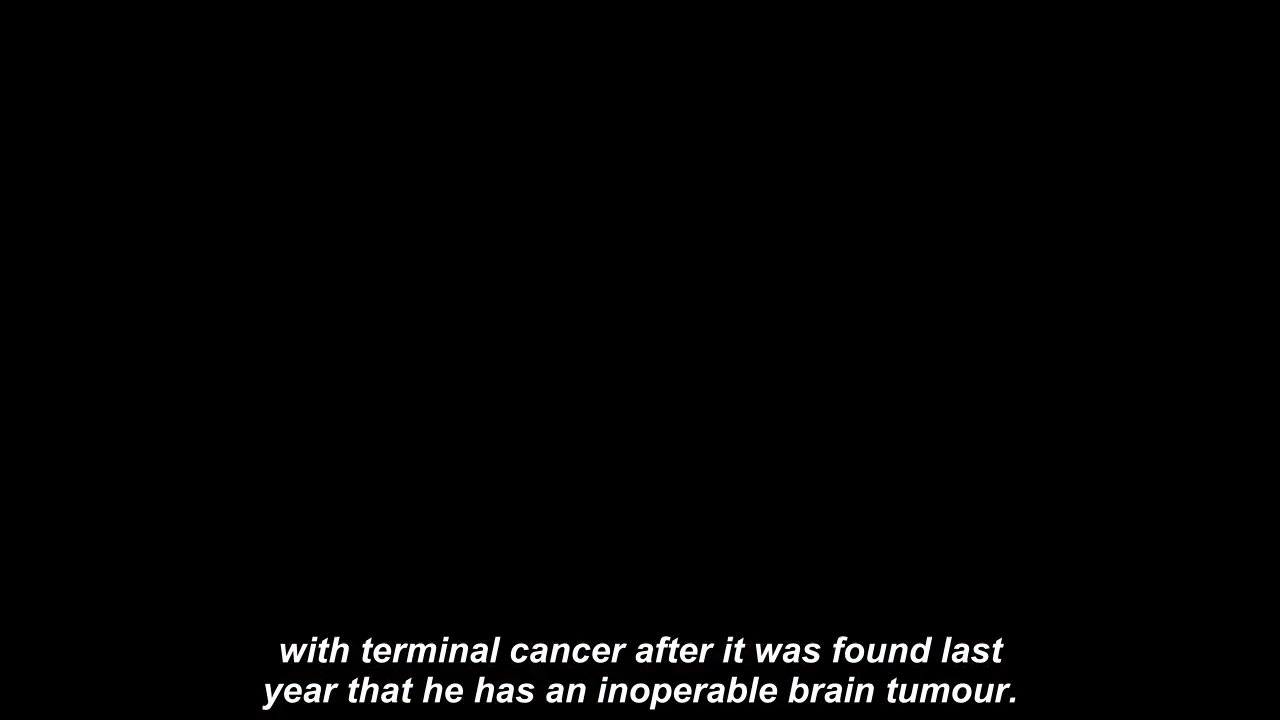 with terminal cancer after it was found last
year that he has an inoperable brain tumour.